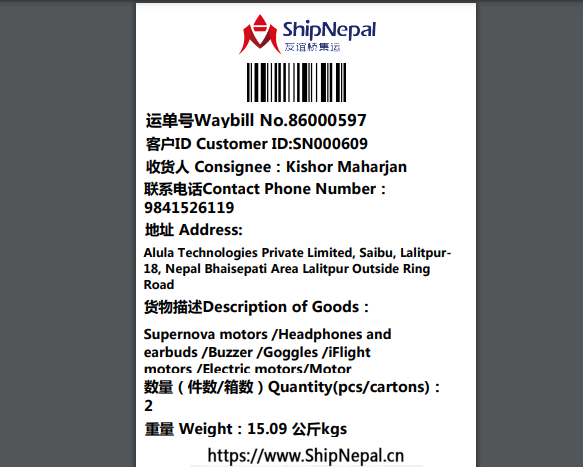 ShipNepal
友谊桥集运
运单号Waybill No.86000597
客户ID Customer ID:SN000609
收货人 Consignee：Kishor Maharjan
联系电话Contact Phone Number：
9841526119
地址 Address:
Alula Technologies Private Limited, Saibu, Lalitpur-
18, Nepal Bhaisepati Area Lalitpur Outside Ring
Road
货物描述Description of Goods：
Supernova motors /Headphones and
earbuds /Buzzer /Goggles /iFlight
motors /Electric motors/Motor
数量（件数/箱数）Quantity(pcs/cartons)：
2
重量 Weight：15.09 公斤kgs
https://www.ShipNepal.cn